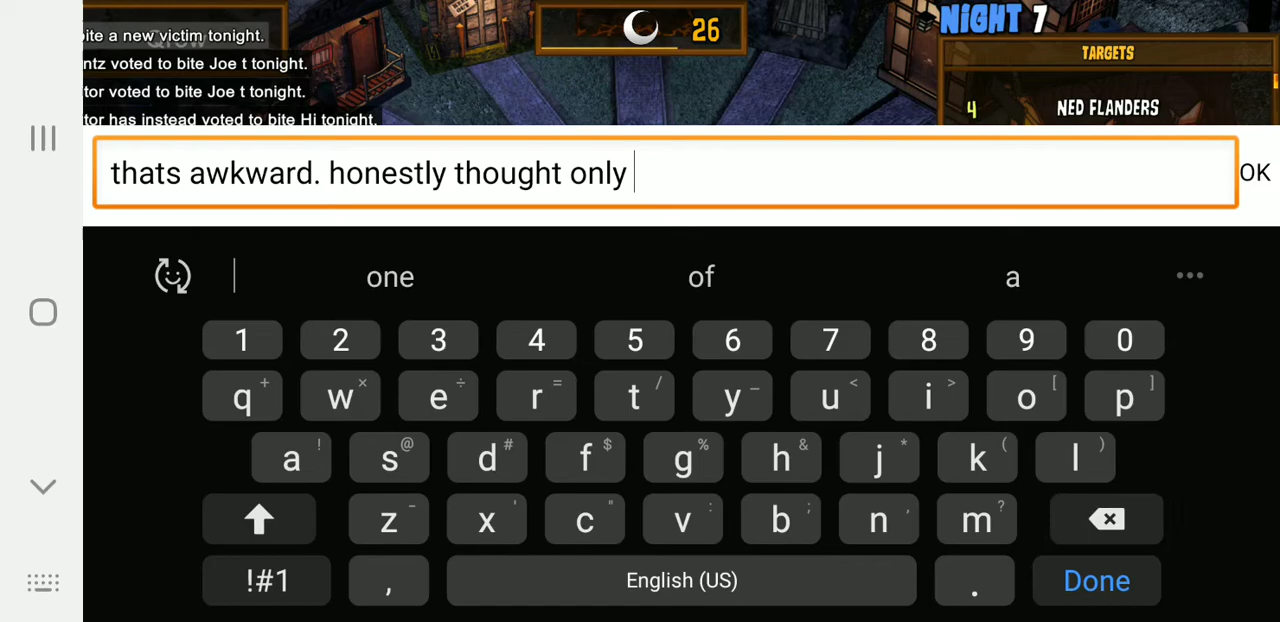 bite a new victim tonight.
ntz voted to bite Joe t tonight.
tor voted to bite Joe t tonight.
tor has instead voted to bite Hi tonight.
26
NIGHT 7
TARGETS
4 NED FLANDERS
thats awkward. honestly thought only
OK
one of a
1 2 3 4 5 6 7 8 9 0
q + w × e ÷ r = t / y _ u < i > o [ p ]
a ! s @ d # f $ g % h & j * k ( l )
z - x ' c " v : b ; n , m ?
!#1 , English (US) . Done